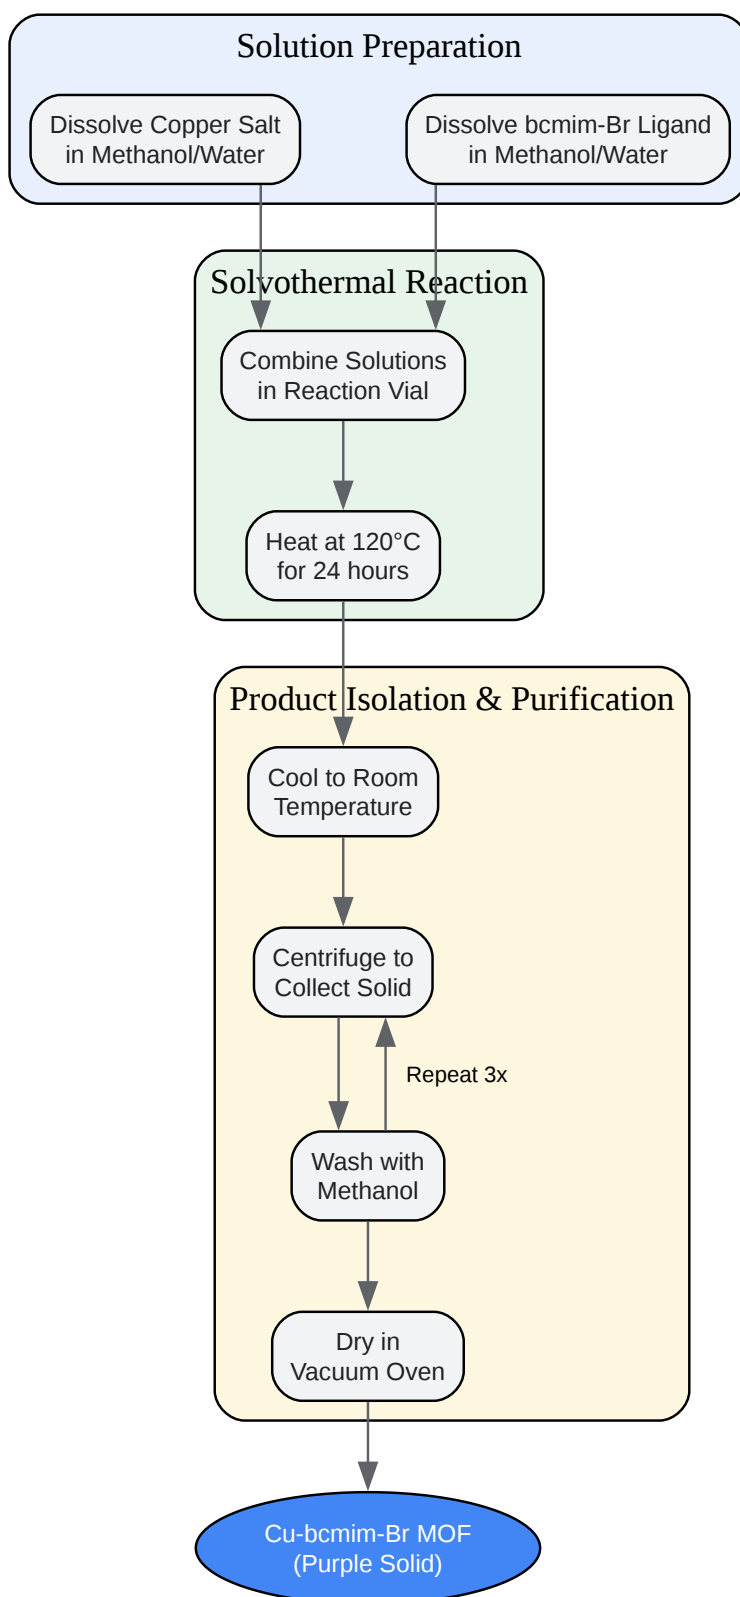 Solution Preparation
Dissolve Copper Salt
in Methanol/Water
Dissolve bcmim-Br Ligand
in Methanol/Water
Solvothermal Reaction
Combine Solutions
in Reaction Vial
Heat at 120°C
for 24 hours
Product Isolation & Purification
Cool to Room
Temperature
Centrifuge to
Collect Solid
Repeat 3x
Wash with
Methanol
Dry in
Vacuum Oven
Cu-bcmim-Br MOF
(Purple Solid)